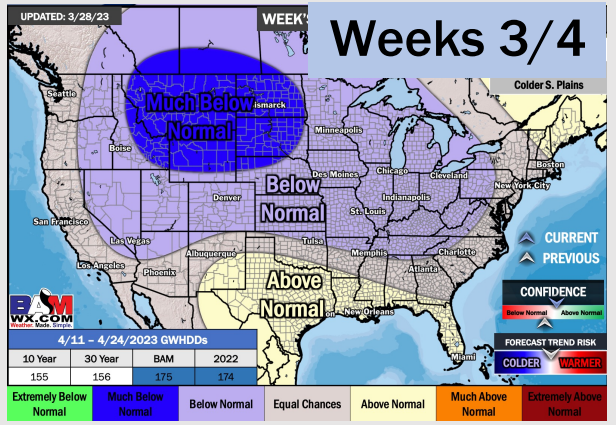 UPDATED: 3/28/23
WEEK'S
Weeks 3/4
Colder S. Plains
Seattle
Much Below
Normal
ismarck
Minneapolis
Boise
Boston
Chicago
Cleveland
Des Moines
New York City
Below
Normal
Denver
Indianapolis
St. Louis
San Francisco
Las Vegas
Tulsa
Albuquerque
Memphis
Charlotte
Los Angeles
Phoenix
Atlanta
Above
Normal
on
New Orleans
Miami
CURRENT
PREVIOUS
CONFIDENCE
Below Normal
Above Normal
FORECAST TREND RISK
COLDER
WARMER
BAM
WX.COM
Weather. Made. Simple.
4/11 – 4/24/2023 GWHDDs
10 Year 30 Year BAM 2022
155 156 175 174
Extremely Below Normal
Much Below Normal
Below Normal
Equal Chances
Above Normal
Much Above Normal
Extremely Above Normal